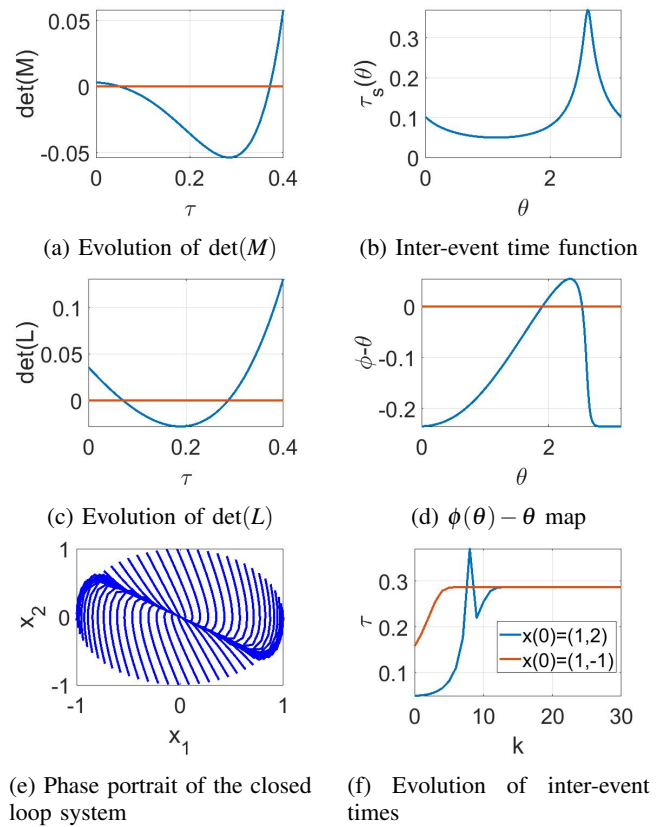 0.05
0
-0.05
det(M)
0 0.2 0.4
τ
(a) Evolution of det(M)
0.3
0.2
0.1
0
τs(θ)
0 2
θ
(b) Inter-event time function
0.1
0.05
0
det(L)
0 0.2 0.4
τ
(c) Evolution of det(L)
0
-0.1
-0.2
ϕ-θ
0 2
θ
(d) ϕ(θ) − θ map
1
0
-1
x2
-1 0 1
x1
(e) Phase portrait of the closed
loop system
0.3
0.2
0.1
τ
x(0)=(1,2)
x(0)=(1,-1)
0 10 20 30
k
(f) Evolution of inter-event
times